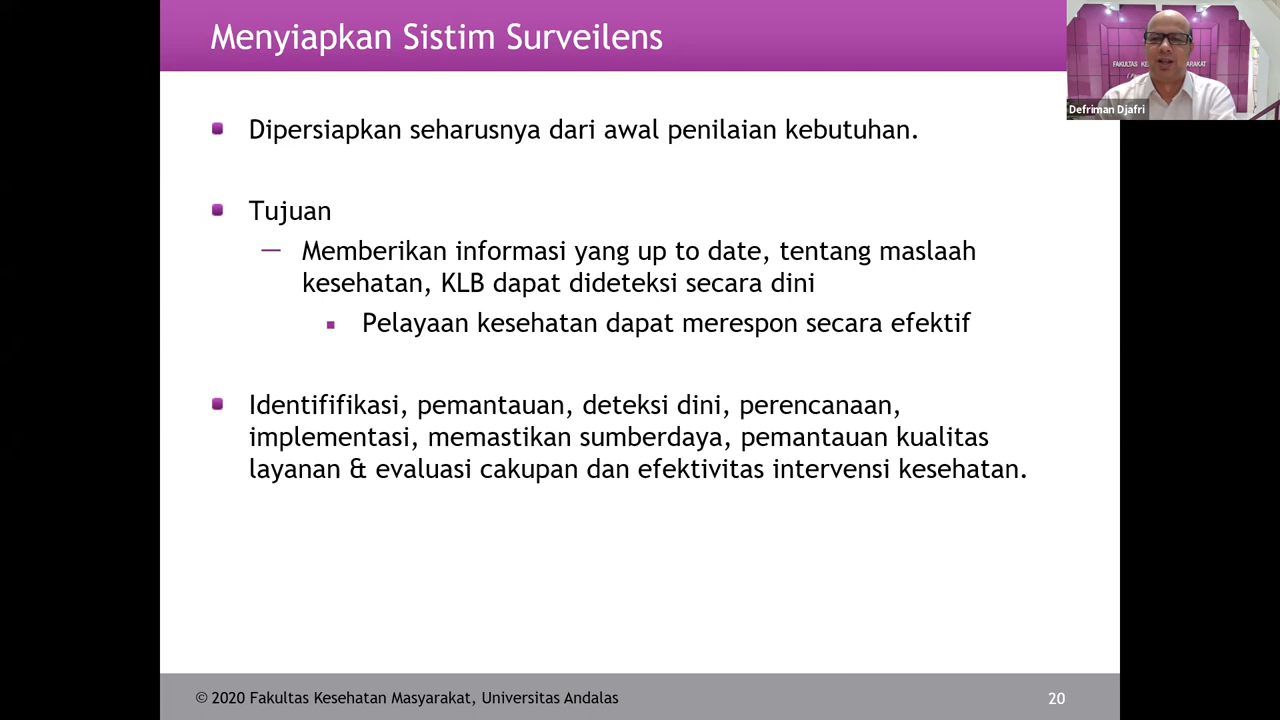 Menyiapkan Sistim Surveilens
Dipersiapkan seharusnya dari awal penilaian kebutuhan.
Tujuan
Memberikan informasi yang up to date, tentang maslaah
kesehatan, KLB dapat dideteksi secara dini
Pelayaan kesehatan dapat merespon secara efektif
Identififikasi, pemantauan, deteksi dini, perencanaan,
implementasi, memastikan sumberdaya, pemantauan kualitas
layanan & evaluasi cakupan dan efektivitas intervensi kesehatan.
© 2020 Fakultas Kesehatan Masyarakat, Universitas Andalas
20
FAKULTAS
Defriman Djafri